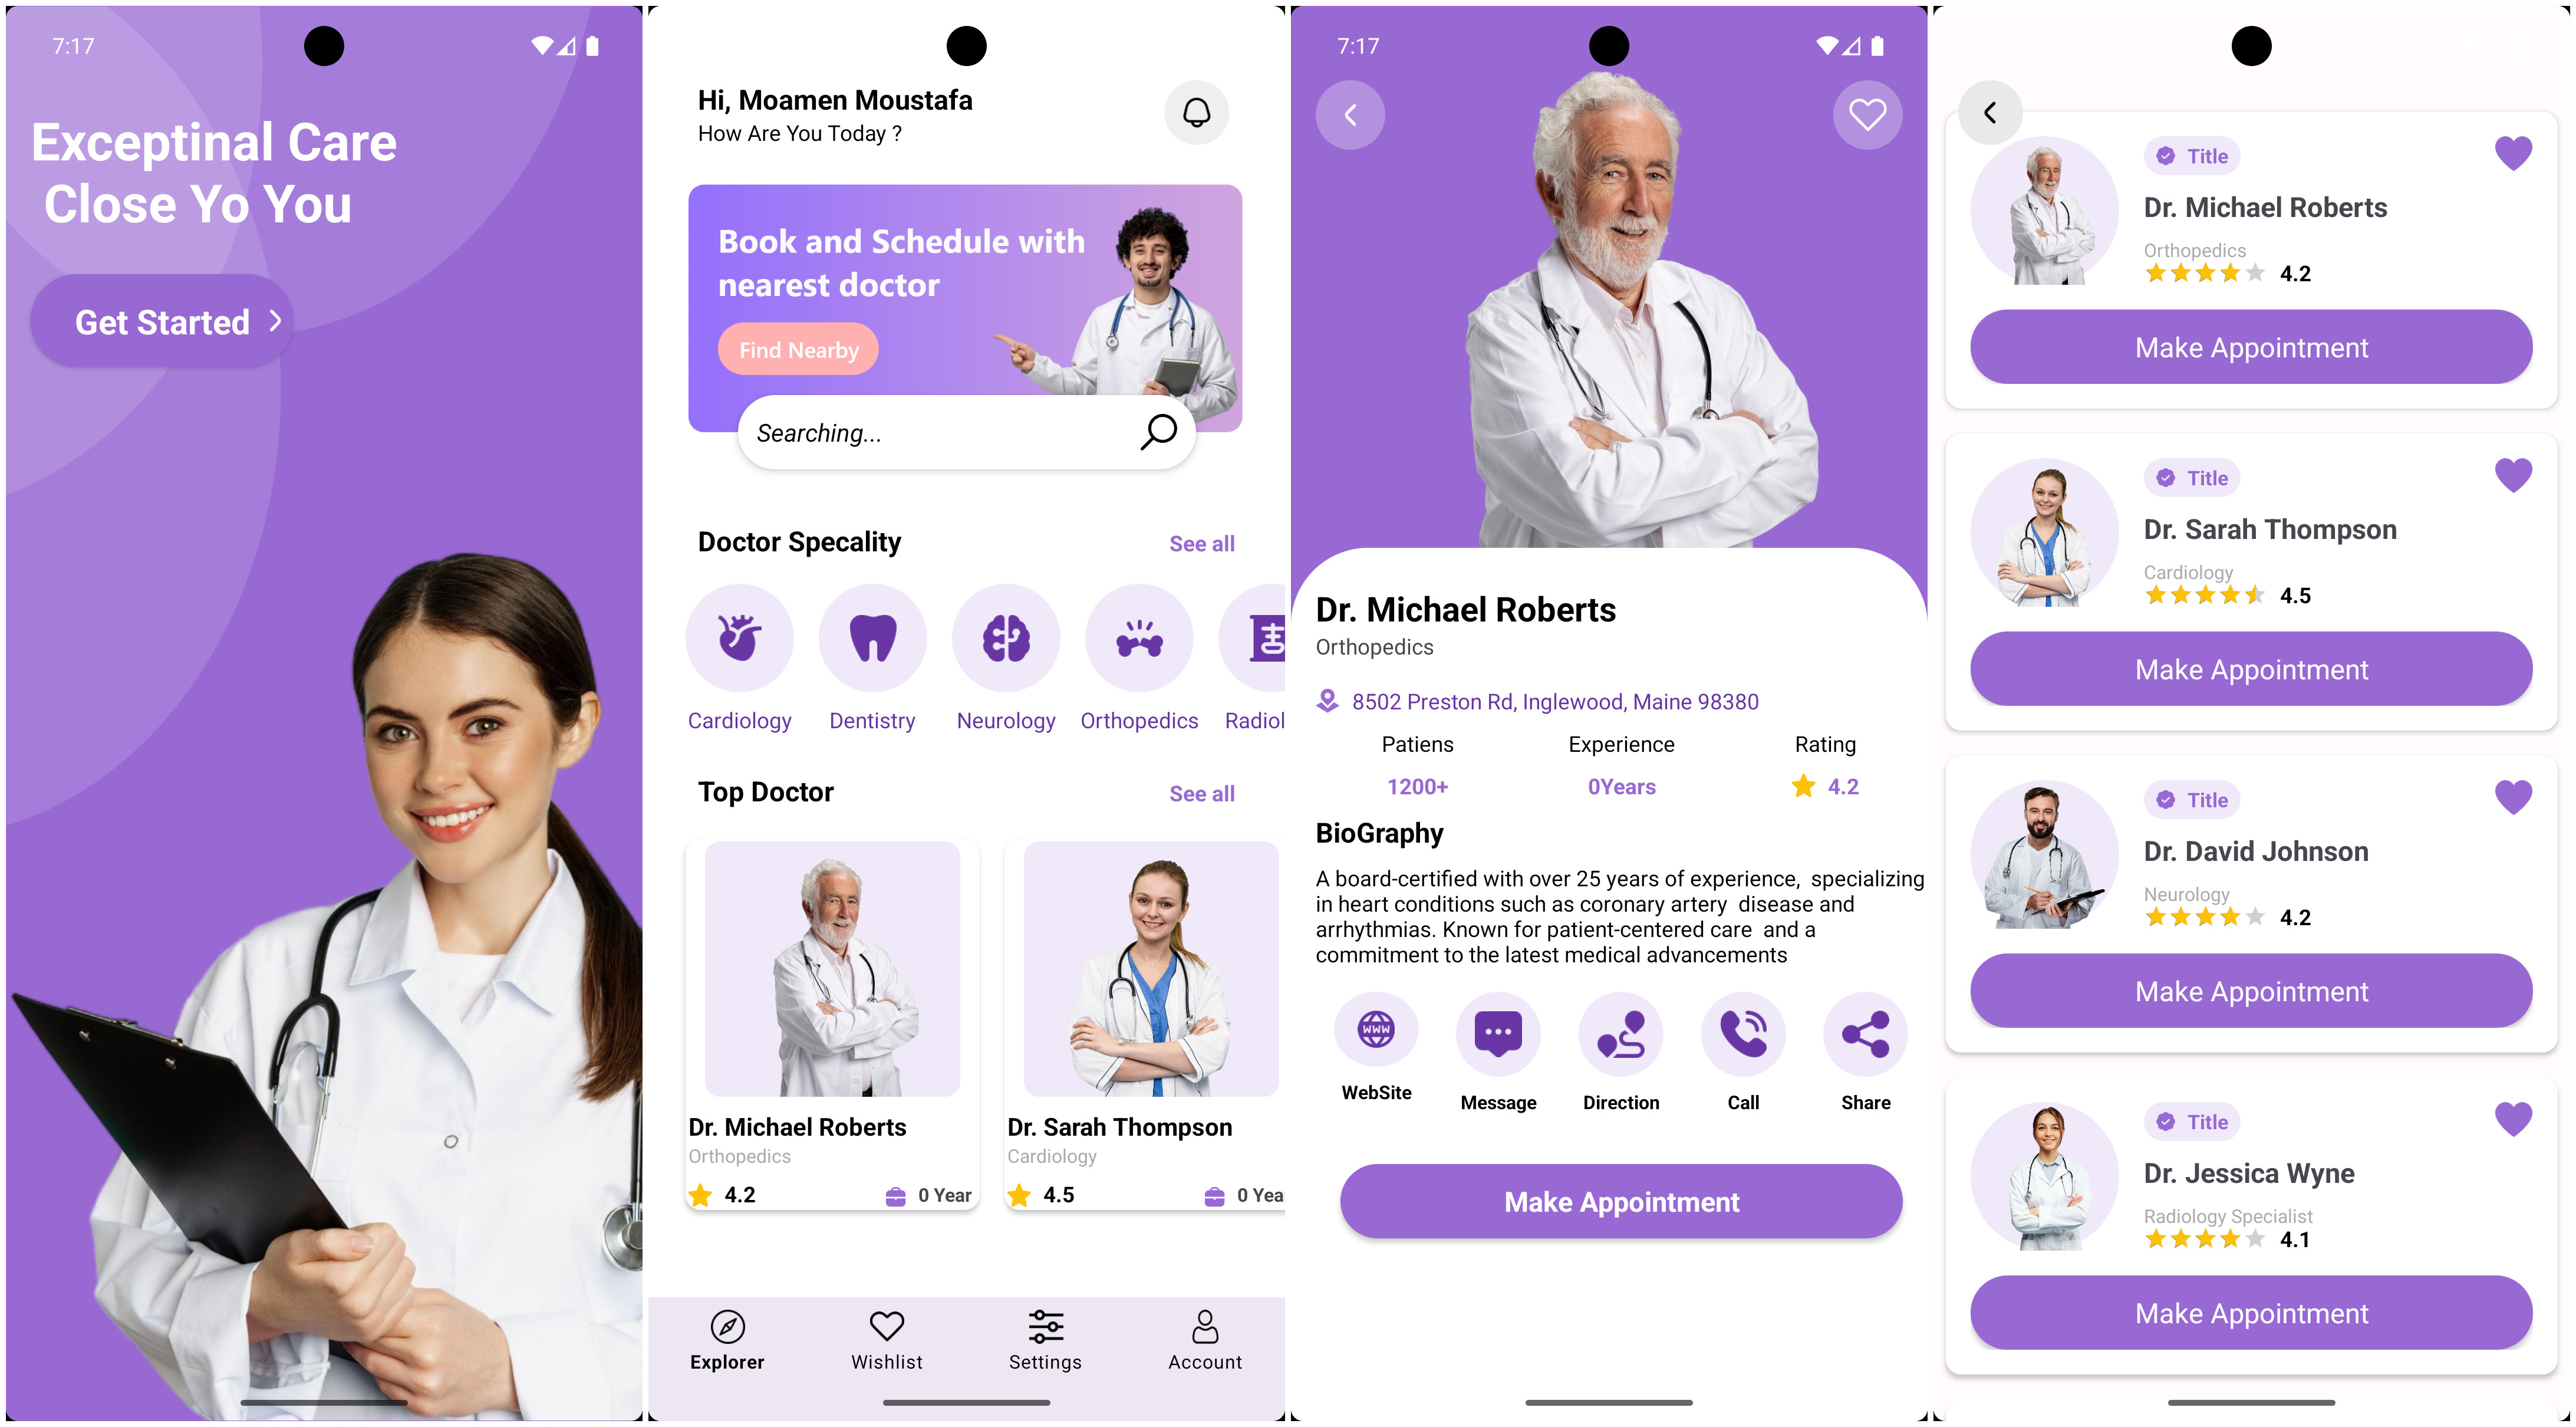 7:17
Exceptinal Care
Close Yo You
Get Started
Hi, Moamen Moustafa
How Are You Today ?
Book and Schedule with
nearest doctor
Find Nearby
Searching...
Doctor Specality
See all
Cardiology
Dentistry
Neurology
Orthopedics
Radiol
Top Doctor
See all
Dr. Michael Roberts
Orthopedics
4.2
0 Year
Dr. Sarah Thompson
Cardiology
4.5
0 Yea
Explorer
Wishlist
Settings
Account
7:17
Dr. Michael Roberts
Orthopedics
8502 Preston Rd, Inglewood, Maine 98380
Patiens
Experience
Rating
1200+
0Years
4.2
BioGraphy
A board-certified with over 25 years of experience,  specializing
in heart conditions such as coronary artery  disease and
arrhythmias. Known for patient-centered care  and a
commitment to the latest medical advancements
WWW
WebSite
Message
Direction
Call
Share
Make Appointment
Title
Dr. Michael Roberts
Orthopedics
4.2
Make Appointment
Title
Dr. Sarah Thompson
Cardiology
4.5
Make Appointment
Title
Dr. David Johnson
Neurology
4.2
Make Appointment
Title
Dr. Jessica Wyne
Radiology Specialist
4.1
Make Appointment